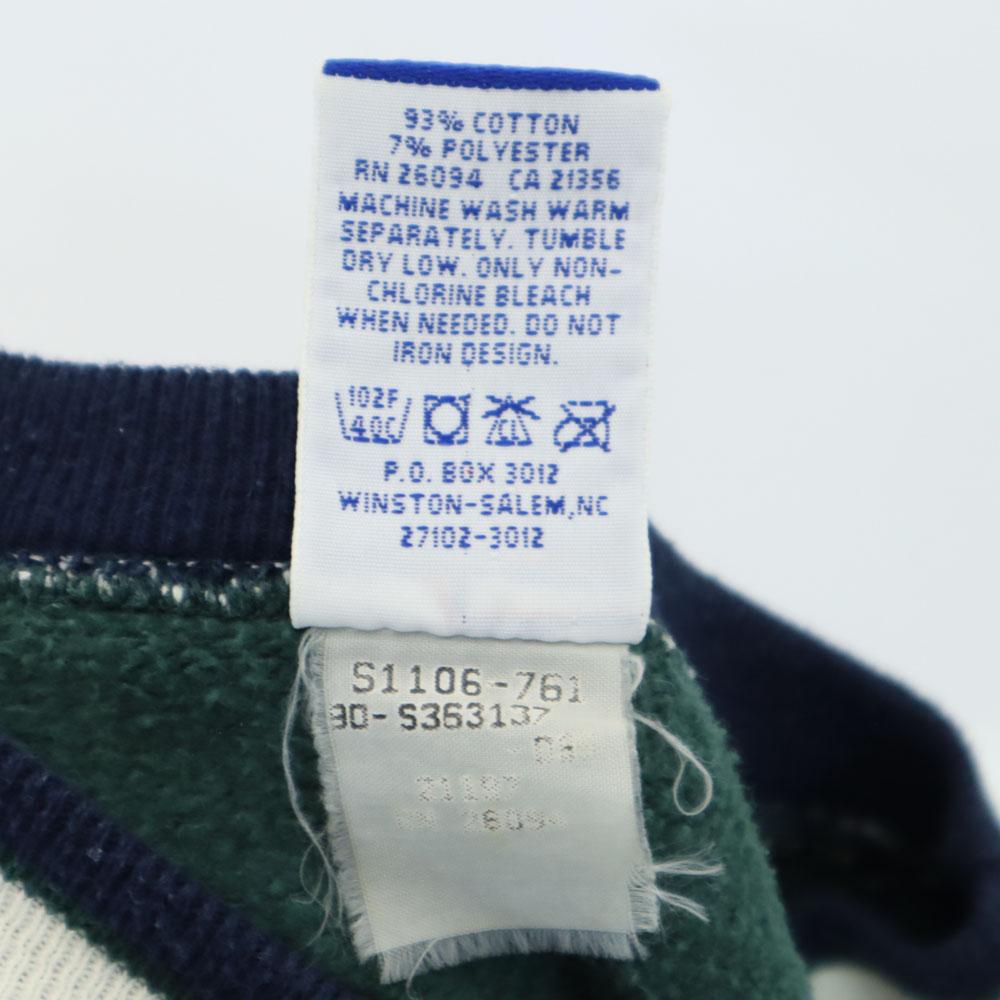 93% COTTON
7% POLYESTER
RN 26094 CA 21356
MACHINE WASH WARM
SEPARATELY. TUMBLE
DRY LOW. ONLY NON-
CHLORINE BLEACH
WHEN NEEDED. DO NOT
IRON DESIGN.
102F
40C
P.O. BOX 3012
WINSTON-SALEM,NC
27102-3012
S1106-761
21197